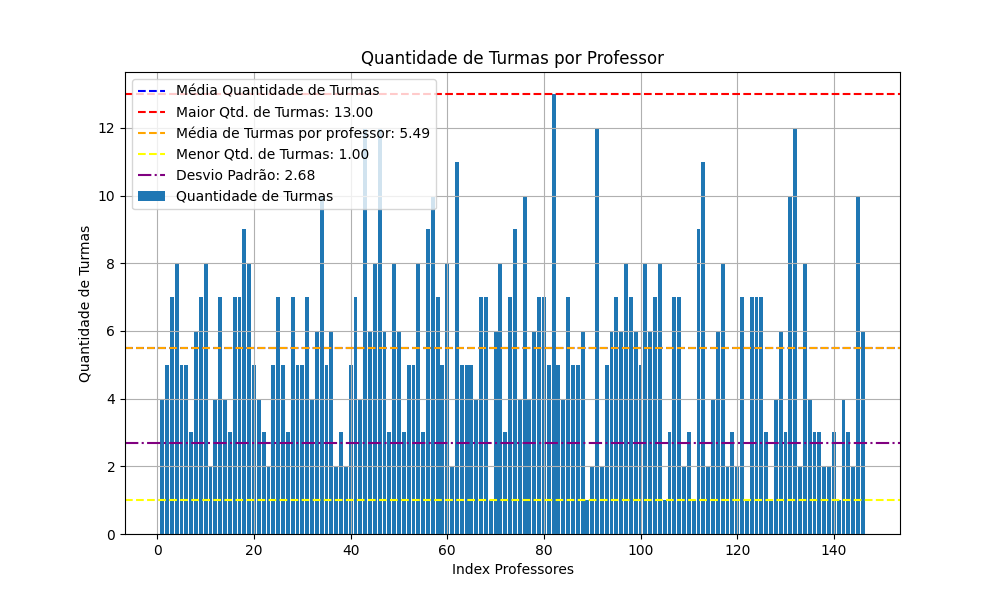 Quantidade de Turmas por Professor
Média Quantidade de Turmas
Maior Qtd. de Turmas: 13.00
Média de Turmas por professor: 5.49
Menor Qtd. de Turmas: 1.00
Desvio Padrão: 2.68
Quantidade de Turmas
Quantidade de Turmas
12
10
8
6
4
2
0
0 20 40 60 80 100 120 140
Index Professores